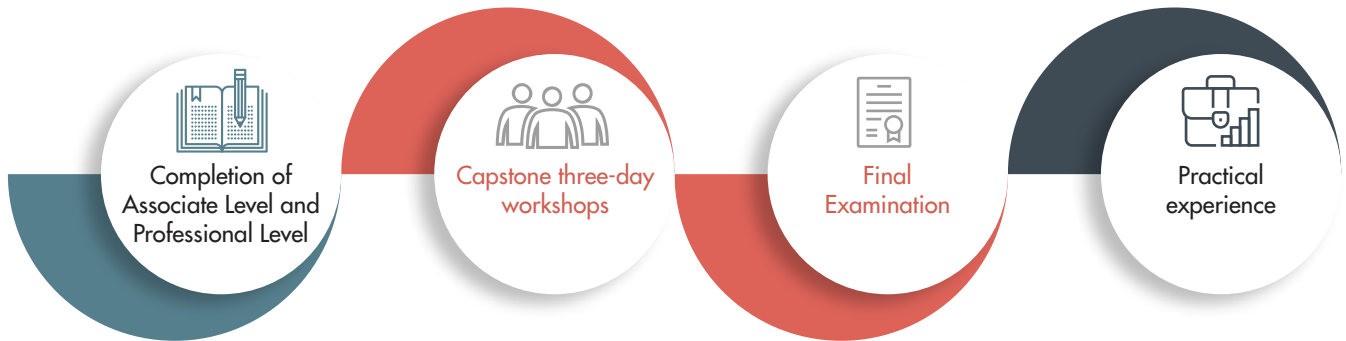 Completion of
Associate Level and
Professional Level
Capstone three-day
workshops
Final
Examination
Practical
experience